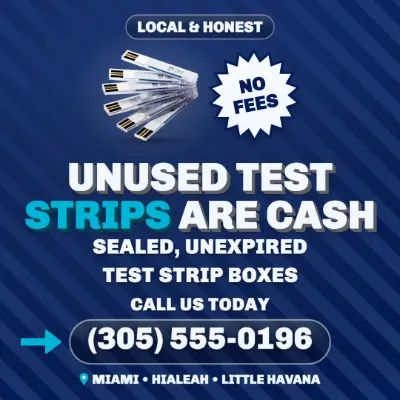 LOCAL & HONEST
NO
FEES
UNUSED TEST
STRIPS ARE CASH
SEALED, UNEXPIRED
TEST STRIP BOXES
CALL US TODAY
(305) 555-0196
MIAMI • HIALEAH • LITTLE HAVANA